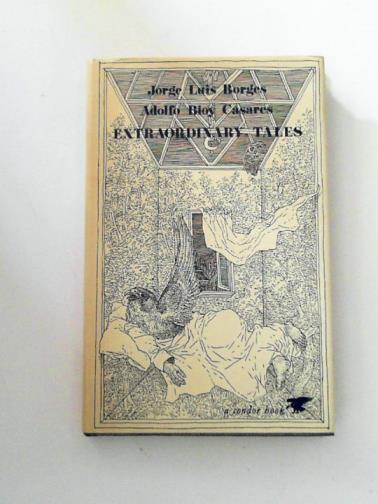 Jorge Luis Borges
Adolfo Bioy Casares
EXTRAORDINARY TALES
a condor book